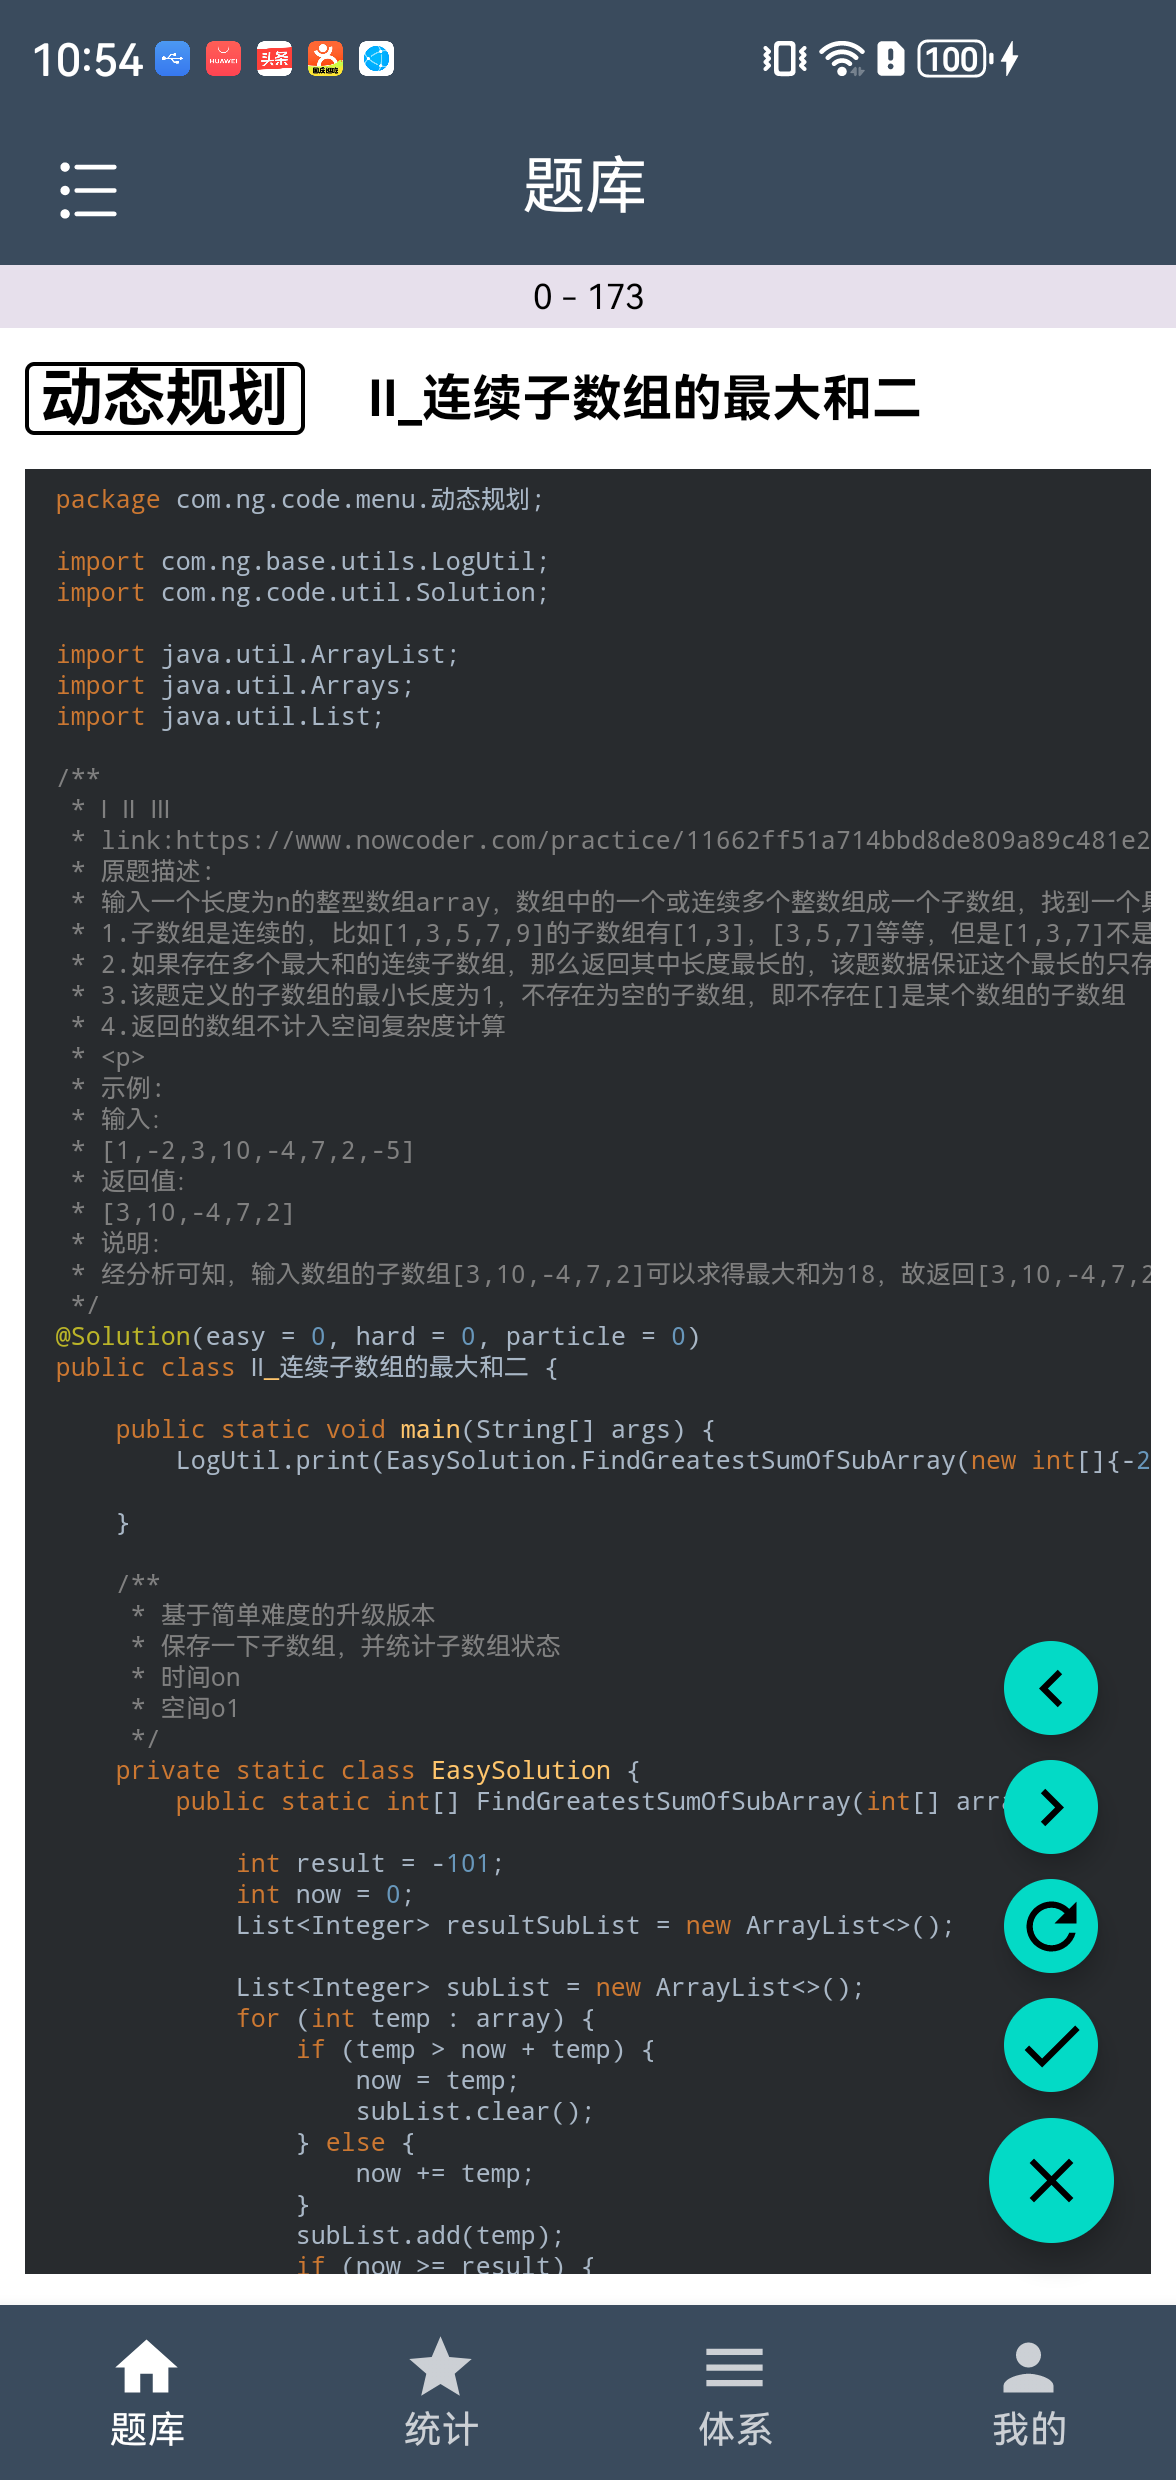 10:54
HUAWEI
头条
100
题库
0 - 173
动态规划
II_连续子数组的最大和二
package com.ng.code.menu.动态规划;
import com.ng.base.utils.LogUtil;
import com.ng.code.util.Solution;
import java.util.ArrayList;
import java.util.Arrays;
import java.util.List;
/**
* Ⅰ Ⅱ Ⅲ
* link:https://www.nowcoder.com/practice/11662ff51a714bbd8de809a89c481e2
* 原题描述:
* 输入一个长度为n的整型数组array, 数组中的一个或连续多个整数组成一个子数组, 找到一个
* 1.子数组是连续的, 比如[1,3,5,7,9]的子数组有[1,3], [3,5,7]等等, 但是[1,3,7]不是
* 2.如果存在多个最大和的连续子数组, 那么返回其中长度最长的, 该题数据保证这个最长的只存
* 3.该题定义的子数组的最小长度为1, 不存在为空的子数组, 即不存在[]是某个数组的子数组
* 4.返回的数组不计入空间复杂度计算
* <p>
* 示例:
* 输入:
* [1,-2,3,10,-4,7,2,-5]
* 返回值:
* [3,10,-4,7,2]
* 说明:
* 经分析可知, 输入数组的子数组[3,10,-4,7,2]可以求得最大和为18, 故返回[3,10,-4,7,2
*/
@Solution(easy = 0, hard = 0, particle = 0)
public class Ⅱ_连续子数组的最大和二 {
public static void main(String[] args) {
LogUtil.print(EasySolution.FindGreatestSumOfSubArray(new int[]{-2
}
/**
* 基于简单难度的升级版本
* 保存一下子数组, 并统计子数组状态
* 时间on
* 空间o1
*/
private static class EasySolution {
public static int[] FindGreatestSumOfSubArray(int[] arr
int result = -101;
int now = 0;
List<Integer> resultSubList = new ArrayList<>();
List<Integer> subList = new ArrayList<>();
for (int temp : array) {
if (temp > now + temp) {
now = temp;
subList.clear();
} else {
now += temp;
}
subList.add(temp);
if (now >= result) {
题库
统计
体系
我的